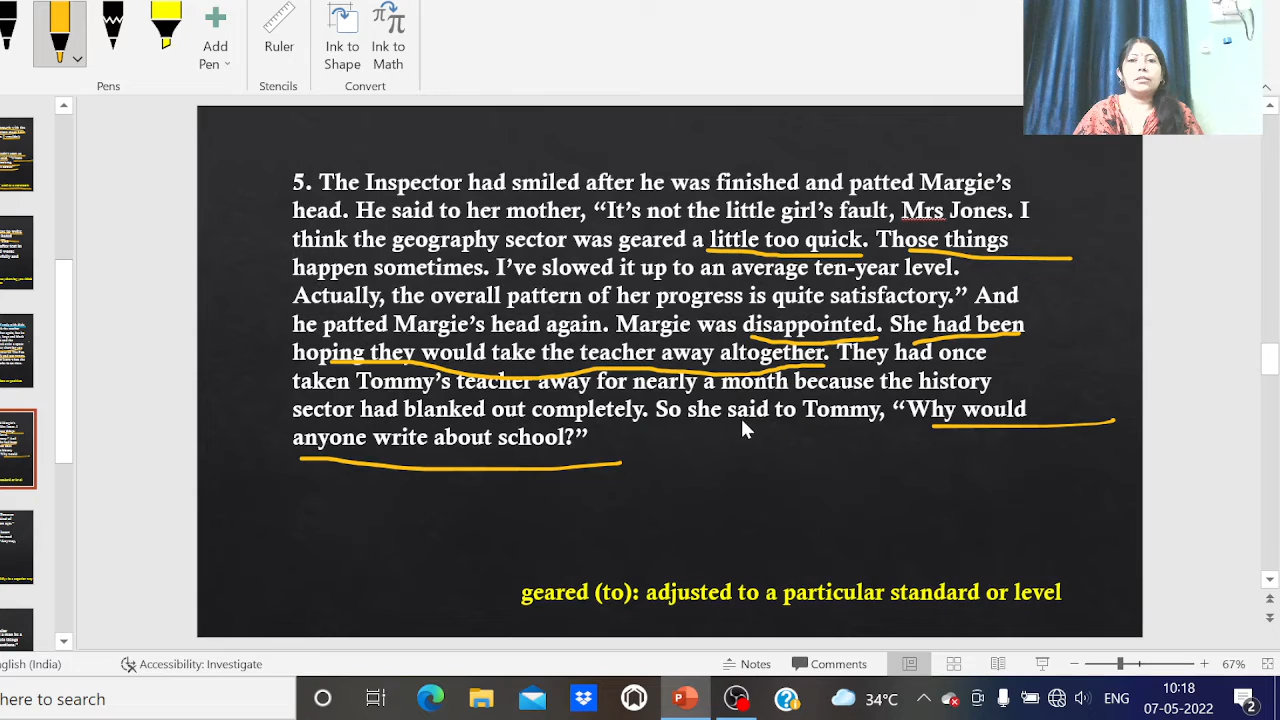 Add
Pen
Ruler
Ink to
Shape
Ink to
Math
Pens
Stencils
Convert
5. The Inspector had smiled after he was finished and patted Margie’s
head. He said to her mother, “It’s not the little girl’s fault, Mrs Jones. I
think the geography sector was geared a little too quick. Those things
happen sometimes. I’ve slowed it up to an average ten-year level.
Actually, the overall pattern of her progress is quite satisfactory.” And
he patted Margie’s head again. Margie was disappointed. She had been
hoping they would take the teacher away altogether. They had once
taken Tommy’s teacher away for nearly a month because the history
sector had blanked out completely. So she said to Tommy, “Why would
anyone write about school?”
geared (to): adjusted to a particular standard or level
nglish (India)
Accessibility: Investigate
Notes
Comments
67%
here to search
34°C
ENG
10:18
07-05-2022
2